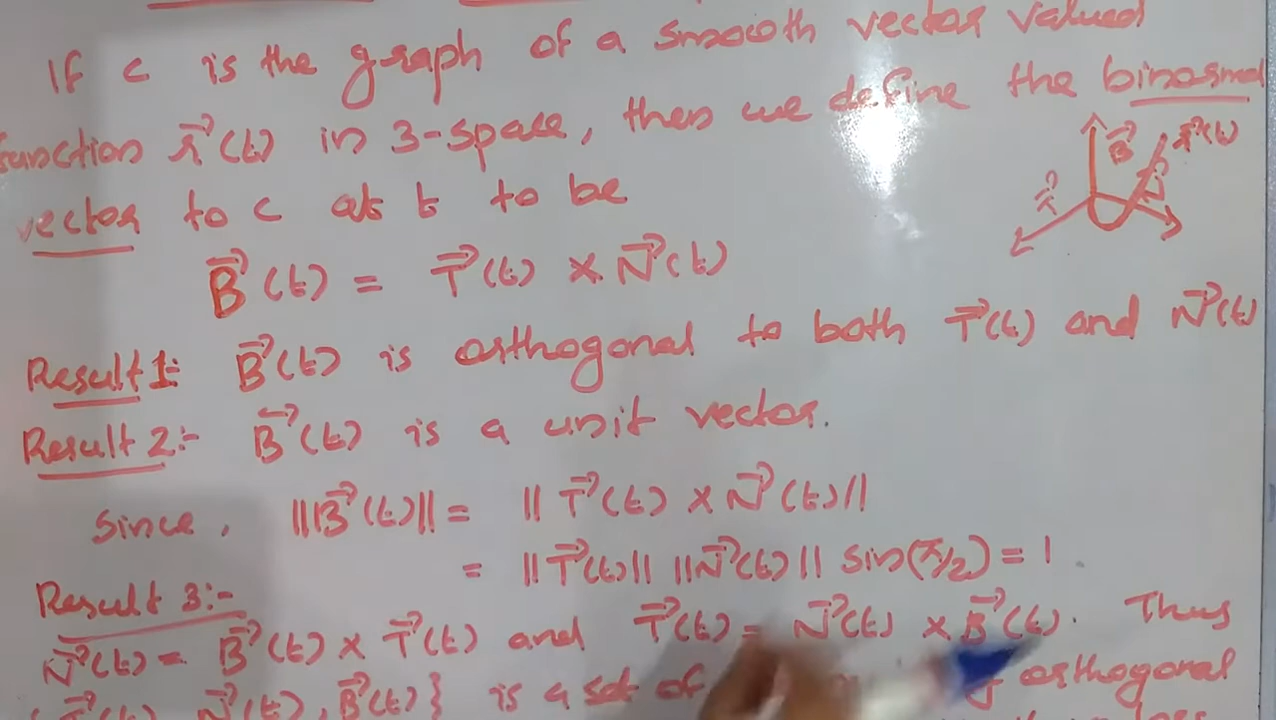 If c is the graph of a smooth vector valued
function r⃗(t) in 3-space, then we define the binormal
vector to c at t to be
B⃗ r⃗(t)
B⃗(t) = T⃗(t) × N⃗(t)
Result 1:- B⃗(t) is orthogonal to both T⃗(t) and N⃗(t)
Result 2:- B⃗(t) is a unit vector.
Since, ||B⃗(t)|| = || T⃗(t) × N⃗(t) ||
= ||T⃗(t)|| ||N⃗(t)|| sin(π/2) = 1.
Result 3:-
N⃗(t) = B⃗(t) × T⃗(t) and T⃗(t) = N⃗(t) × B⃗(t). Thus
N⃗(t), B⃗(t)} is a set of orthogonal